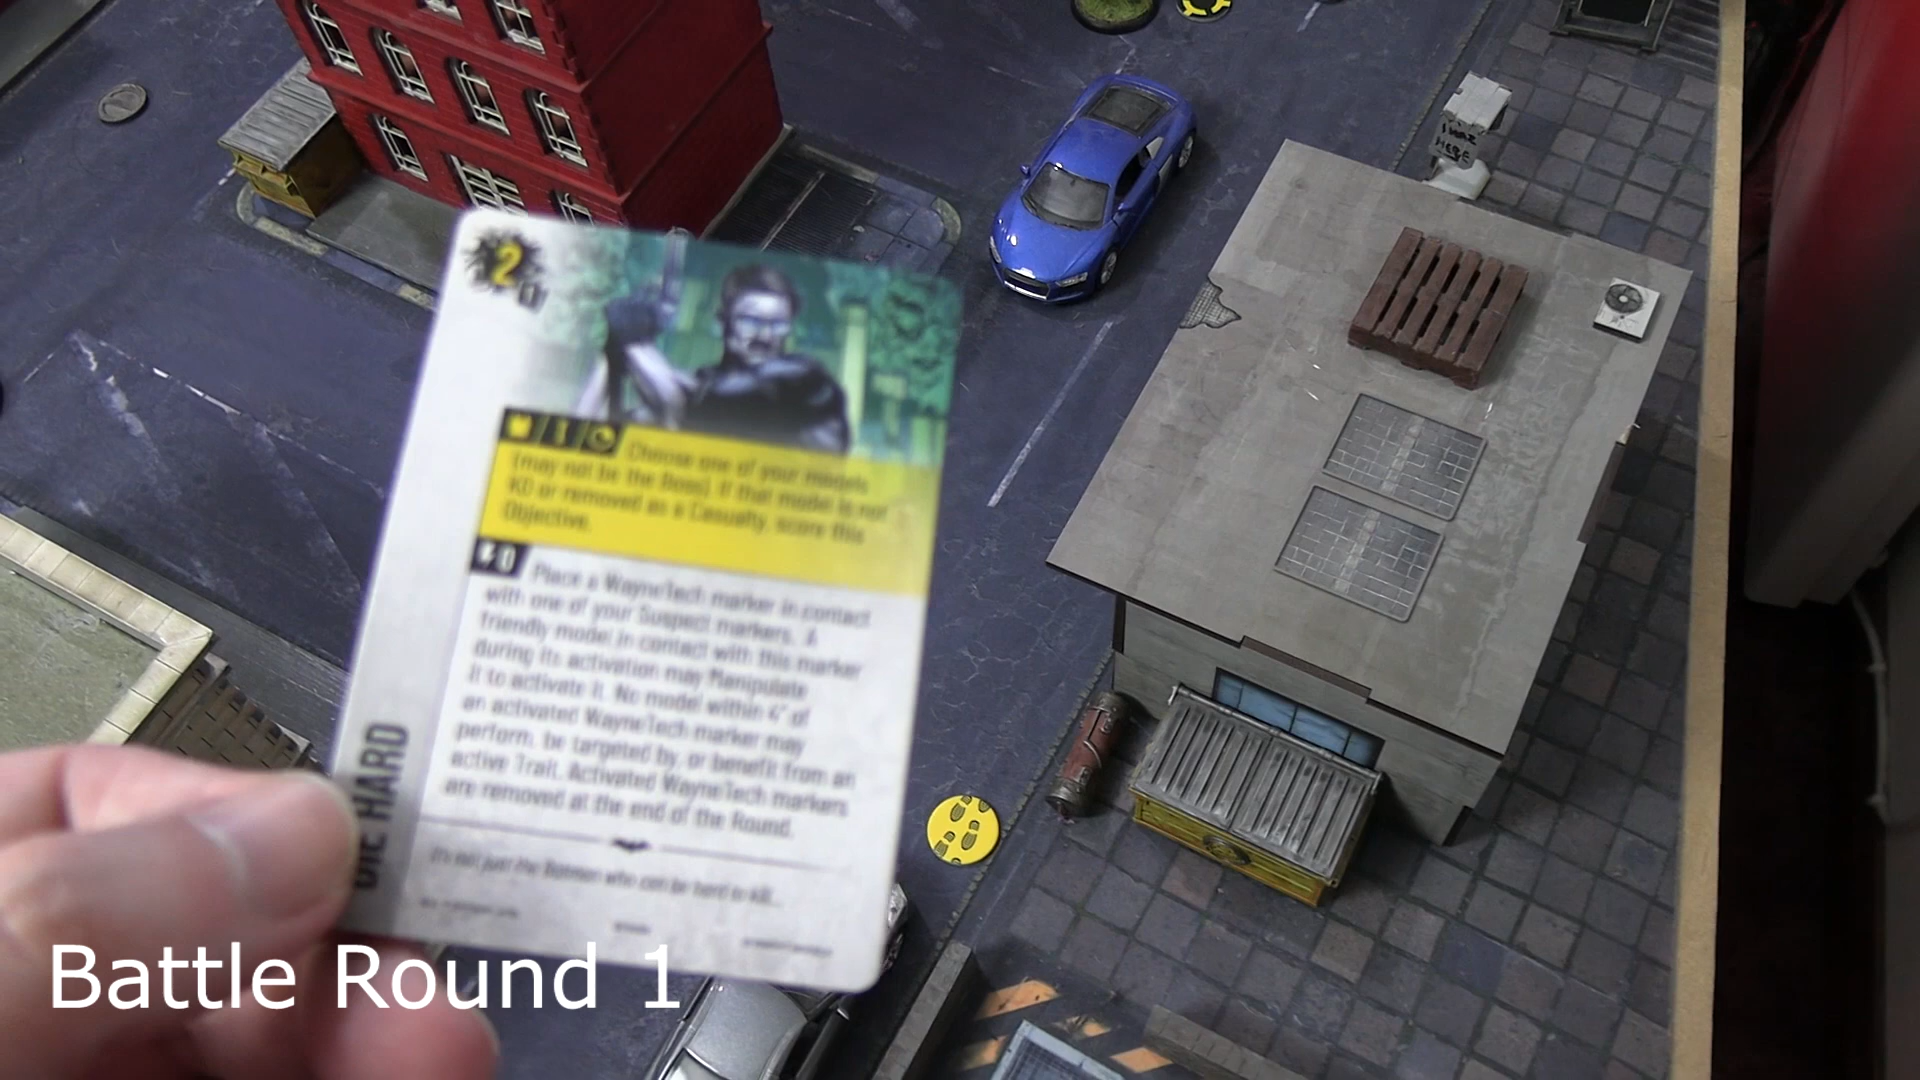 I WAZ
HERE
2
1
Choose one of your models
(may not be the Boss). If that model is not
KO or removed as a Casualty, score this
Objective.
0
Place a WayneTech marker in contact
with one of your Suspect markers. A
friendly model in contact with this marker
during its activation may Manipulate
it to activate it. No model within 4" of
an activated WayneTech marker may
perform, be targeted by, or benefit from an
active Trait. Activated WayneTech markers
are removed at the end of the Round.
It's not just the Batman who can be hard to kill...
DIE HARD
Battle Round 1